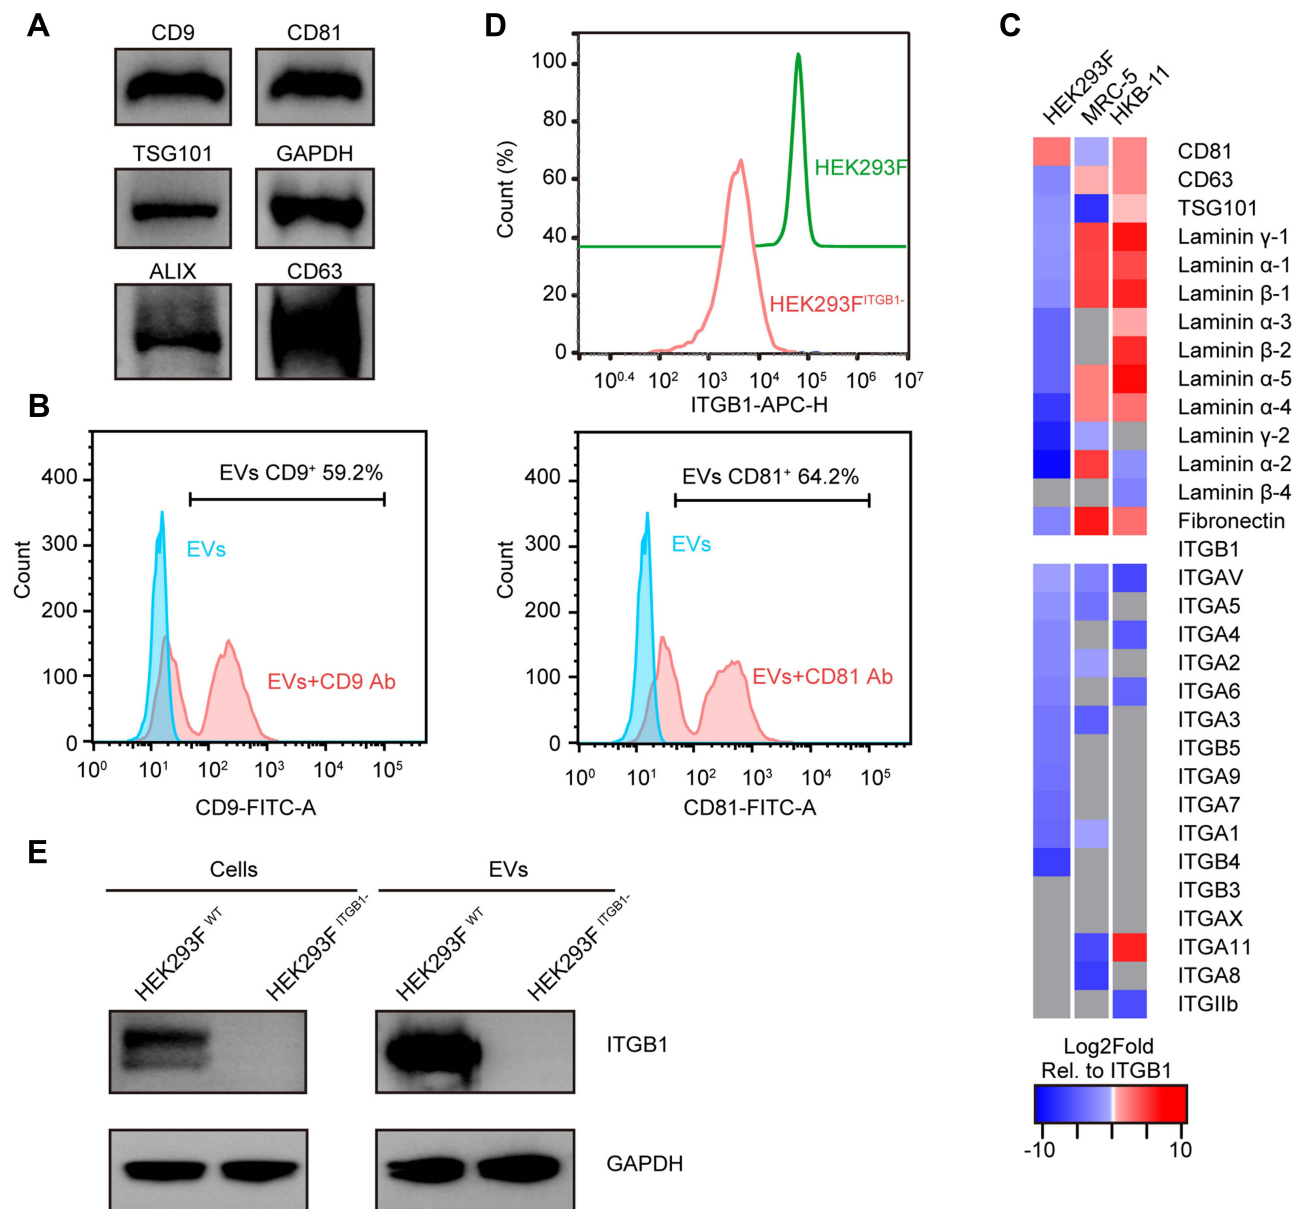 A
CD9 CD81
TSG101 GAPDH
ALIX CD63
B
400
300
200
100
0
Count
EVs CD9⁺ 59.2%
EVs
EVs+CD9 Ab
10⁰ 10¹ 10² 10³ 10⁴ 10⁵
CD9-FITC-A
400
300
200
100
0
Count
EVs CD81⁺ 64.2%
EVs
EVs+CD81 Ab
10⁰ 10¹ 10² 10³ 10⁴ 10⁵
CD81-FITC-A
D
100
80
60
40
20
0
Count (%)
HEK293F
HEK293F^ITGB1-
10^0.4 10² 10³ 10⁴ 10⁵ 10⁶ 10⁷
ITGB1-APC-H
C
HEK293F MRC-5 HKB-11
CD81
CD63
TSG101
Laminin γ-1
Laminin α-1
Laminin β-1
Laminin α-3
Laminin β-2
Laminin α-5
Laminin α-4
Laminin γ-2
Laminin α-2
Laminin β-4
Fibronectin
ITGB1
ITGAV
ITGA5
ITGA4
ITGA2
ITGA6
ITGA3
ITGB5
ITGA9
ITGA7
ITGA1
ITGB4
ITGB3
ITGAX
ITGA11
ITGA8
ITGIIb
Log2Fold
Rel. to ITGB1
-10 10
E
Cells EVs
HEK293F^WT HEK293F^ITGB1- HEK293F^WT HEK293F^ITGB1-
ITGB1
GAPDH